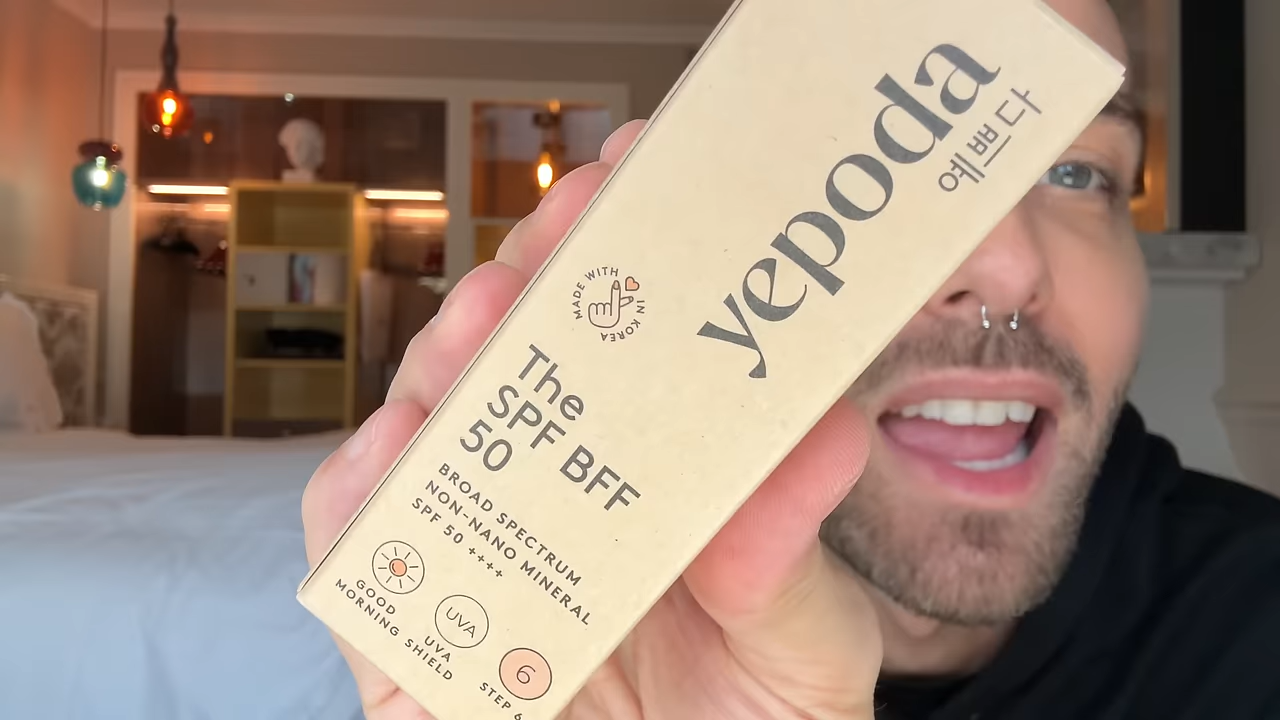 yepoda
예쁘다
MADE WITH IN KOREA
The
SPF BFF
50
BROAD SPECTRUM
NON-NANO MINERAL
SPF 50 ++++
GOOD
MORNING SHIELD
UVA
UVA
6
STEP 6